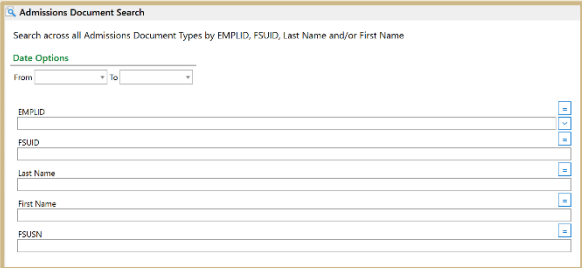 Admissions Document Search
Search across all Admissions Document Types by EMPLID, FSUID, Last Name and/or First Name
Date Options
From To
EMPLID =
FSUID =
Last Name =
First Name =
FSUSN =